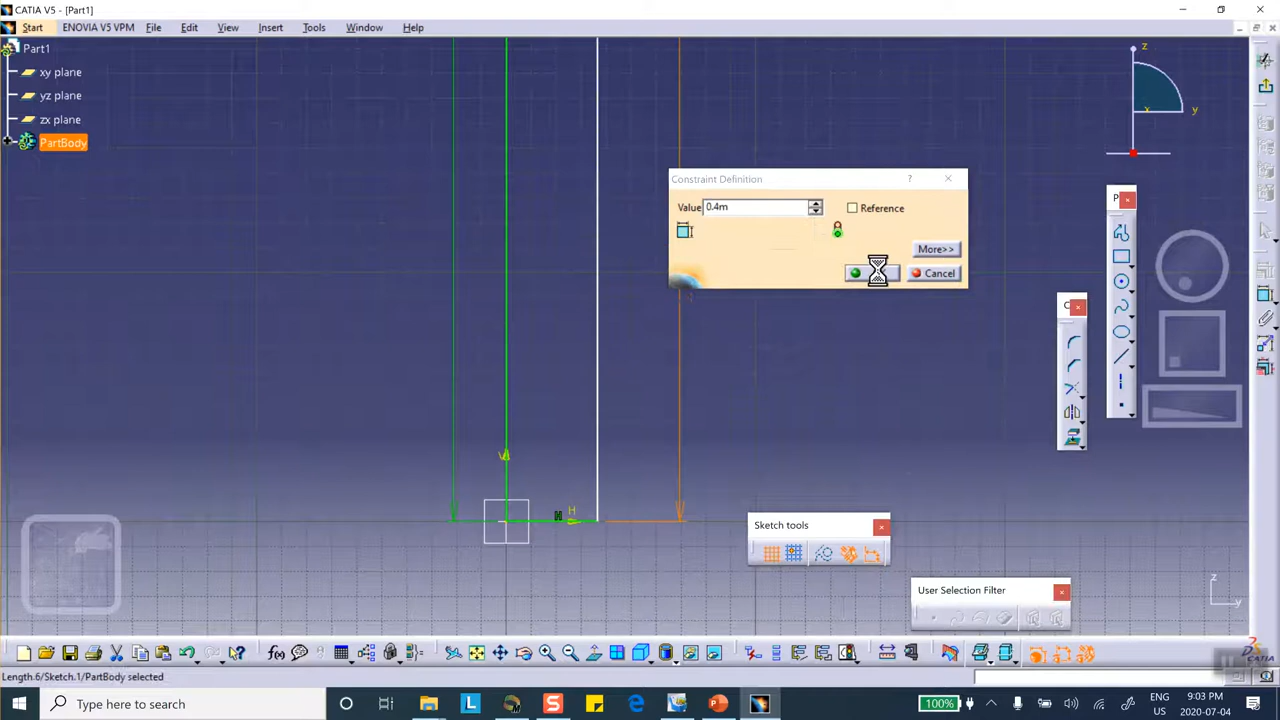 CATIA V5 - [Part1]
Start ENOVIA V5 VPM File Edit View Insert Tools Window Help
Part1
xy plane
yz plane
zx plane
PartBody
z
x
y
Constraint Definition ?
Value 0.4m Reference
More>>
Cancel
P
C
V
H H
Sketch tools
User Selection Filter
z
y
f(x)
CATIA
Length.6/Sketch.1/PartBody selected
Type here to search
L S P
100%
ENG 9:03 PM
US 2020-07-04